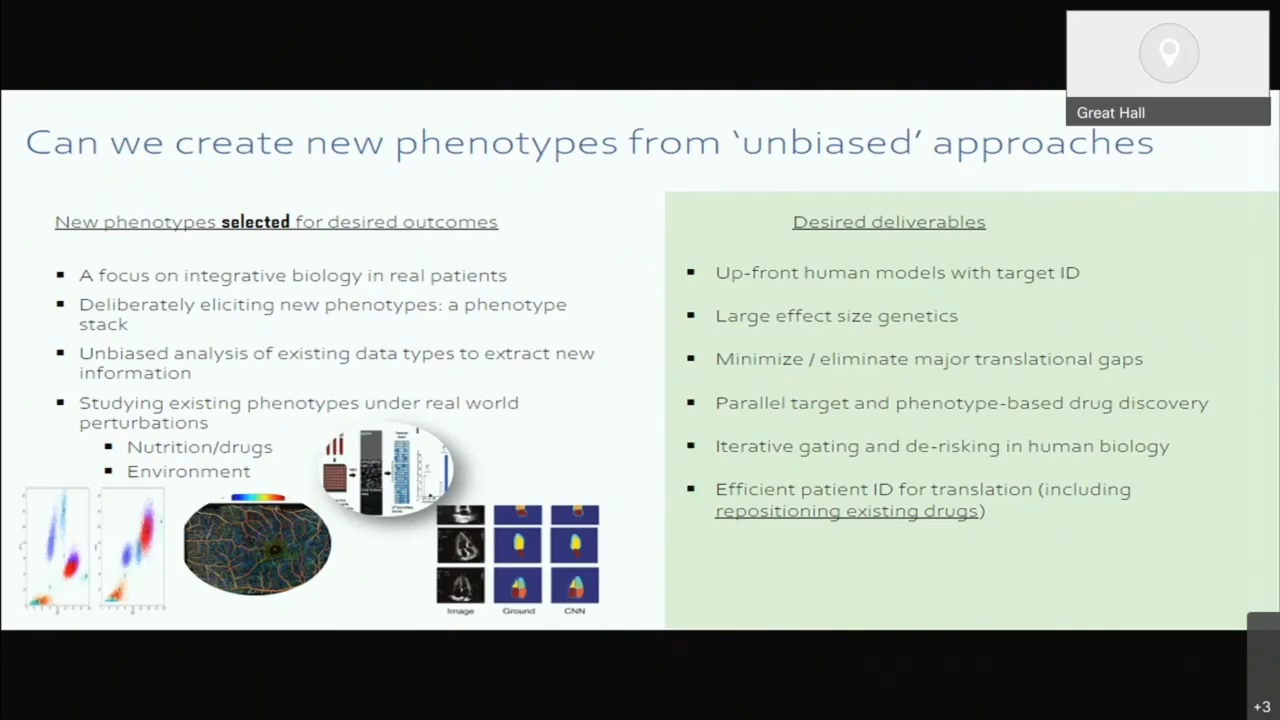 Great Hall
Can we create new phenotypes from ‘unbiased’ approaches
New phenotypes selected for desired outcomes
▪ A focus on integrative biology in real patients
▪ Deliberately eliciting new phenotypes: a phenotype
stack
▪ Unbiased analysis of existing data types to extract new
information
▪ Studying existing phenotypes under real world
perturbations
▪ Nutrition/drugs
▪ Environment
Image Ground CNN
Desired deliverables
▪ Up-front human models with target ID
▪ Large effect size genetics
▪ Minimize / eliminate major translational gaps
▪ Parallel target and phenotype-based drug discovery
▪ Iterative gating and de-risking in human biology
▪ Efficient patient ID for translation (including
repositioning existing drugs)
+3